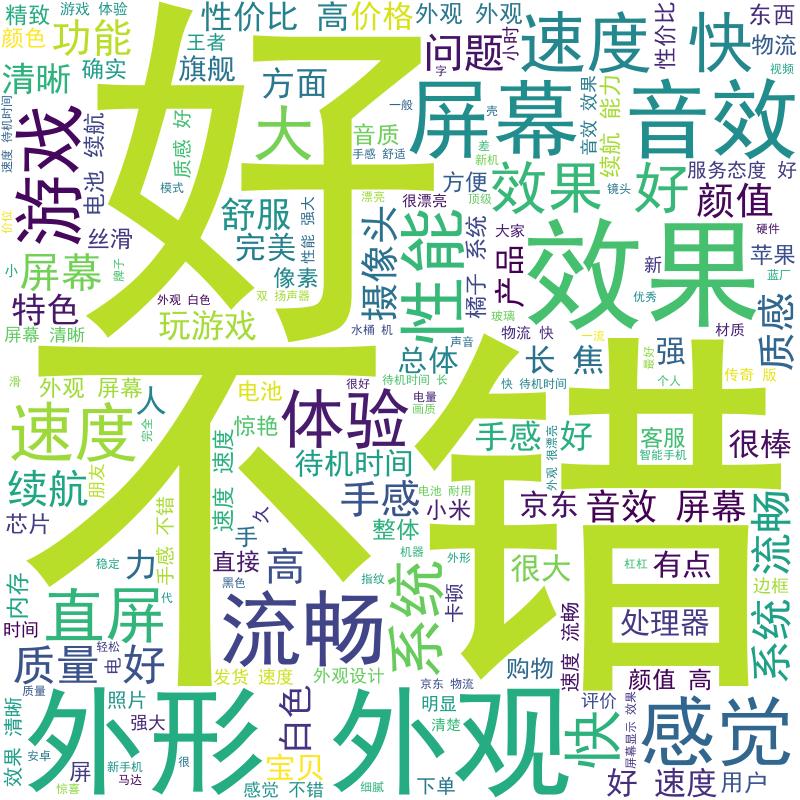 精致
游戏 体验
颜色
功能
清晰
确实
王者
旗舰
性价比 高
价格
外观 外观
方面
问题
小时
速度
快
性价比
东西
物流
视频
好
大
字
一般
壳
音质
手感 舒适
屏幕
差
新机
音效 效果
续航 能力
音效
速度 待机时间
游戏
电池 续航
质感 好
模式
漂亮
很漂亮
方便
顶级
效果 好
镜头
服务态度 好
颜值
价位
丝滑
舒服
完美
性能 强大
摄像头
性能
橘子 系统
大家
产品
效果
新
硬件
苹果
蓝厂
优秀
小
屏幕
牌子
像素
双 扬声器
玻璃
特色
外观 白色
屏幕 清晰
玩游戏
水桶 机
声音
物流 快
一流
材质
质感
总体
长 焦
强
暖心
滑
外观 屏幕
人
电池
很好
待机时间 长
电量
画质
快 待机时间
个人
传奇 版
不错
速度
完全
惊艳
体验
手感 好
外观 很漂亮
客服
智能手机
很棒
续航
朋友
速度 速度
待机时间
手感
电池 耐用
小米
京东
音效 屏幕
系统 流畅
芯片
手感 不错
久
手
整体
机器
稳定
力
直接
高
指纹
外形
卡顿
很大
杠杠
有点
边框
内存
代
黑色
时间
直屏
流畅
系统
处理器
轻松
电
质量 好
发货 速度
外观设计
京东 物流
购物
速度 流畅
颜值 高
质量
效果 清晰
照片
强大
外形
白色
明显
清楚
外观
快
评价
屏幕显示 效果
感觉
安卓
屏
新手机
马达
很
宝贝
惊喜
感觉 不错
细腻
下单
好 速度
用户